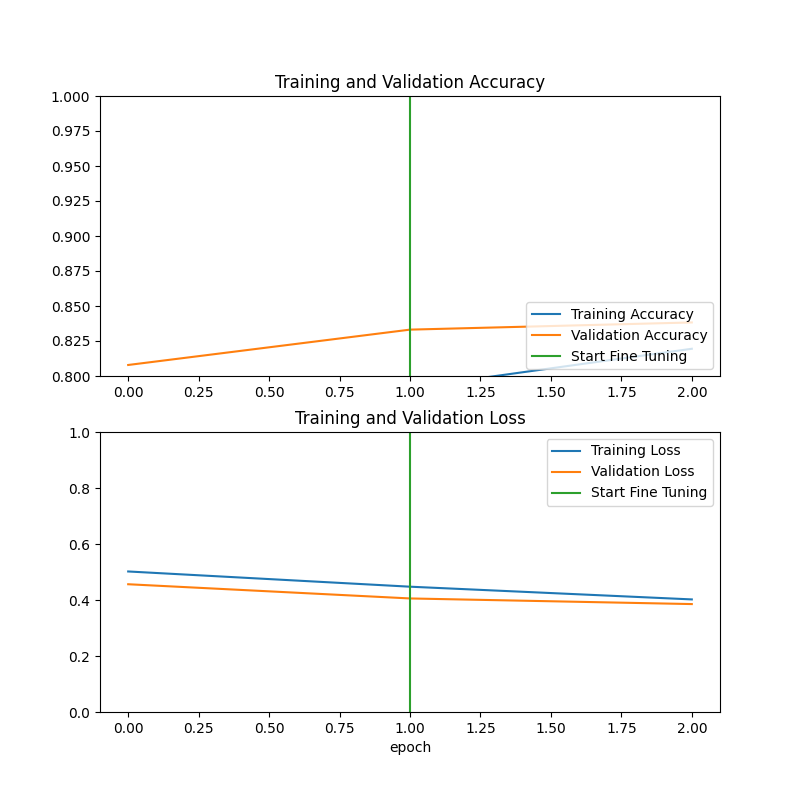 Training and Validation Accuracy
1.000
0.975
0.950
0.925
0.900
0.875
0.850
0.825
0.800
Training Accuracy
Validation Accuracy
Start Fine Tuning
0.00 0.25 0.50 0.75 1.00 1.25 1.50 1.75 2.00
Training and Validation Loss
1.0
0.8
0.6
0.4
0.2
0.0
Training Loss
Validation Loss
Start Fine Tuning
0.00 0.25 0.50 0.75 1.00 1.25 1.50 1.75 2.00
epoch